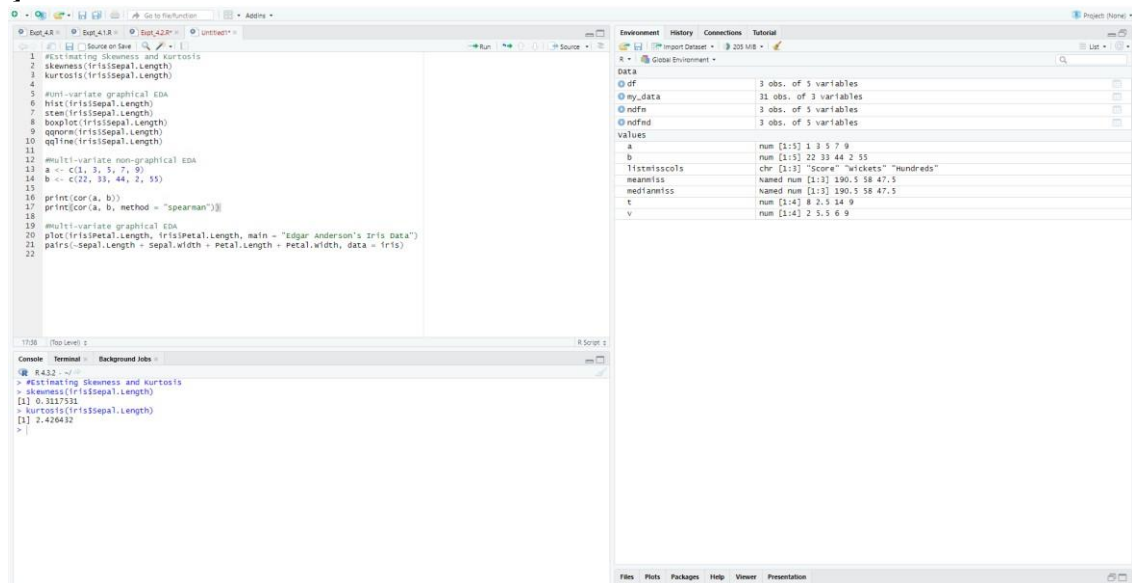 Go to file/function Addins Project: (None)
Expt_4.R Expt_4.1.R Expt_4.2.R* Untitled1*
Source on Save Run Source
1 #Estimating Skewness and Kurtosis
2 skewness(iris$Sepal.Length)
3 kurtosis(iris$Sepal.Length)
4
5 #Uni-variate graphical EDA
6 hist(iris$Sepal.Length)
7 stem(iris$Sepal.Length)
8 boxplot(iris$Sepal.Length)
9 qqnorm(iris$Sepal.Length)
10 qqline(iris$Sepal.Length)
11
12 #Multi-variate non-graphical EDA
13 a <- c(1, 3, 5, 7, 9)
14 b <- c(22, 33, 44, 2, 55)
15
16 print(cor(a, b))
17 print(cor(a, b, method = "spearman"))
18
19 #Multi-variate graphical EDA
20 plot(iris$Petal.Length, iris$Petal.Length, main = "Edgar Anderson's Iris Data")
21 pairs(~Sepal.Length + Sepal.Width + Petal.Length + Petal.Width, data = iris)
22
17:38 (Top Level) R Script
Console Terminal Background Jobs
R 4.3.2 · ~/
> #Estimating Skewness and Kurtosis
> skewness(iris$Sepal.Length)
[1] 0.3117531
> kurtosis(iris$Sepal.Length)
[1] 2.426432
>
Environment History Connections Tutorial
Import Dataset 205 MiB List
R Global Environment
Data
df 3 obs. of 5 variables
my_data 31 obs. of 3 variables
ndfm 3 obs. of 5 variables
ndfmd 3 obs. of 5 variables
values
a num [1:5] 1 3 5 7 9
b num [1:5] 22 33 44 2 55
listmisscols chr [1:3] "Score" "wickets" "Hundreds"
meanmiss Named num [1:3] 190.5 58 47.5
medianmiss Named num [1:3] 190.5 58 47.5
t num [1:4] 8 2.5 14 9
v num [1:4] 2 5.5 6 9
Files Plots Packages Help Viewer Presentation